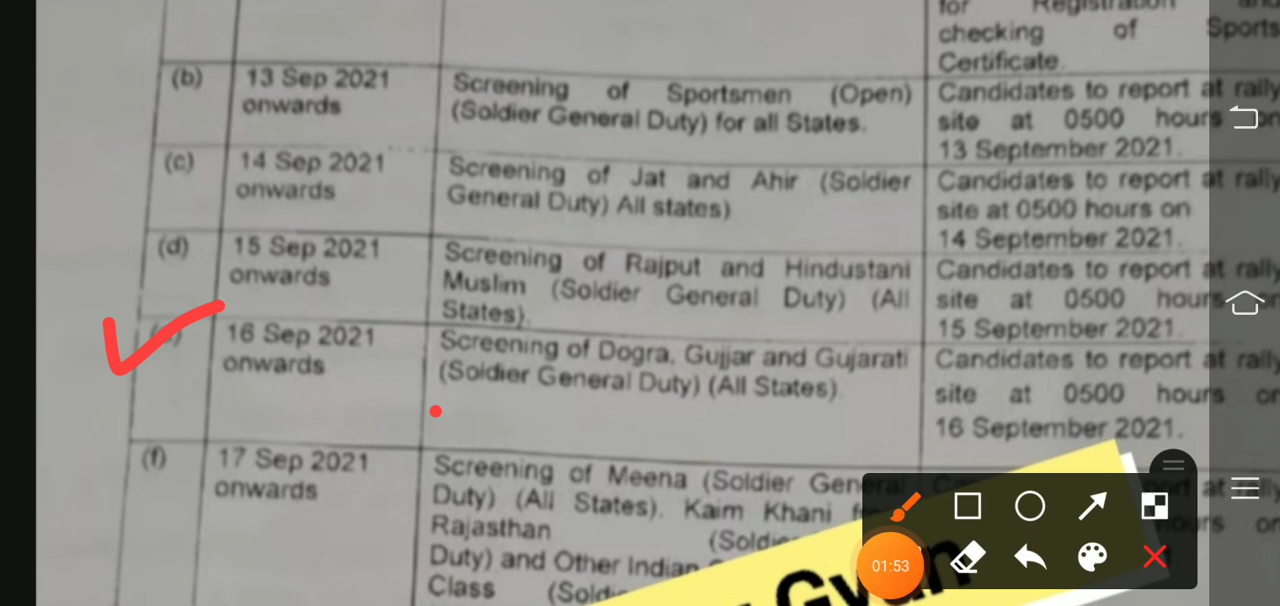 for Registration and
checking of Sports
Certificate.
(b) 13 Sep 2021
onwards
Screening of Sportsmen (Open)
(Soldier General Duty) for all States.
Candidates to report at rally
site at 0500 hours on
13 September 2021.
(c) 14 Sep 2021
onwards
Screening of Jat and Ahir (Soldier
General Duty) All states)
Candidates to report at rally
site at 0500 hours on
14 September 2021.
(d) 15 Sep 2021
onwards
Screening of Rajput and Hindustani
Muslim (Soldier General Duty) (All
States).
Candidates to report at rally
site at 0500 hours on
15 September 2021.
16 Sep 2021
onwards
Screening of Dogra, Gujjar and Gujarati
(Soldier General Duty) (All States)
Candidates to report at rally
site at 0500 hours on
16 September 2021.
(f) 17 Sep 2021
onwards
Screening of Meena (Soldier General
Duty) (All States). Kaim Khani
Rajasthan
Duty) and Other Indian
Class
Gyan
01:53